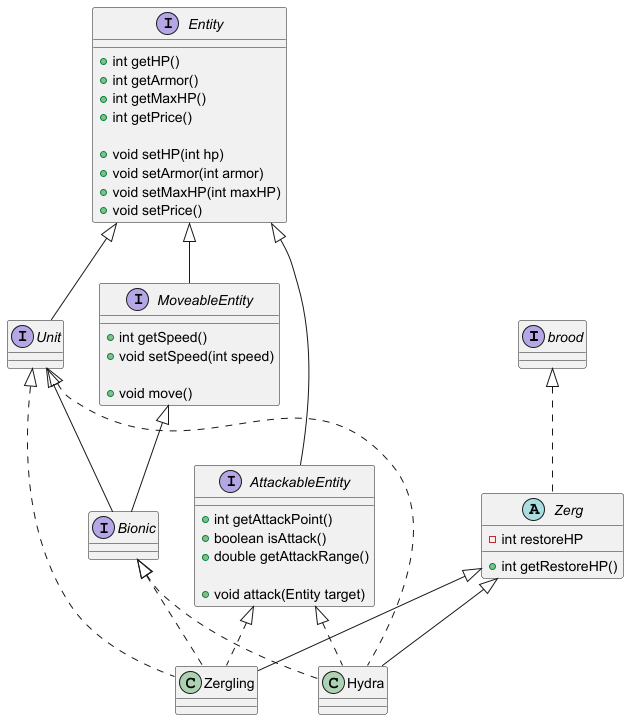 I Entity
int getHP()
int getArmor()
int getMaxHP()
int getPrice()
void setHP(int hp)
void setArmor(int armor)
void setMaxHP(int maxHP)
void setPrice()
I Unit
I MoveableEntity
int getSpeed()
void setSpeed(int speed)
void move()
I brood
I Bionic
I AttackableEntity
int getAttackPoint()
boolean isAttack()
double getAttackRange()
void attack(Entity target)
A Zerg
int restoreHP
int getRestoreHP()
C Zergling
C Hydra